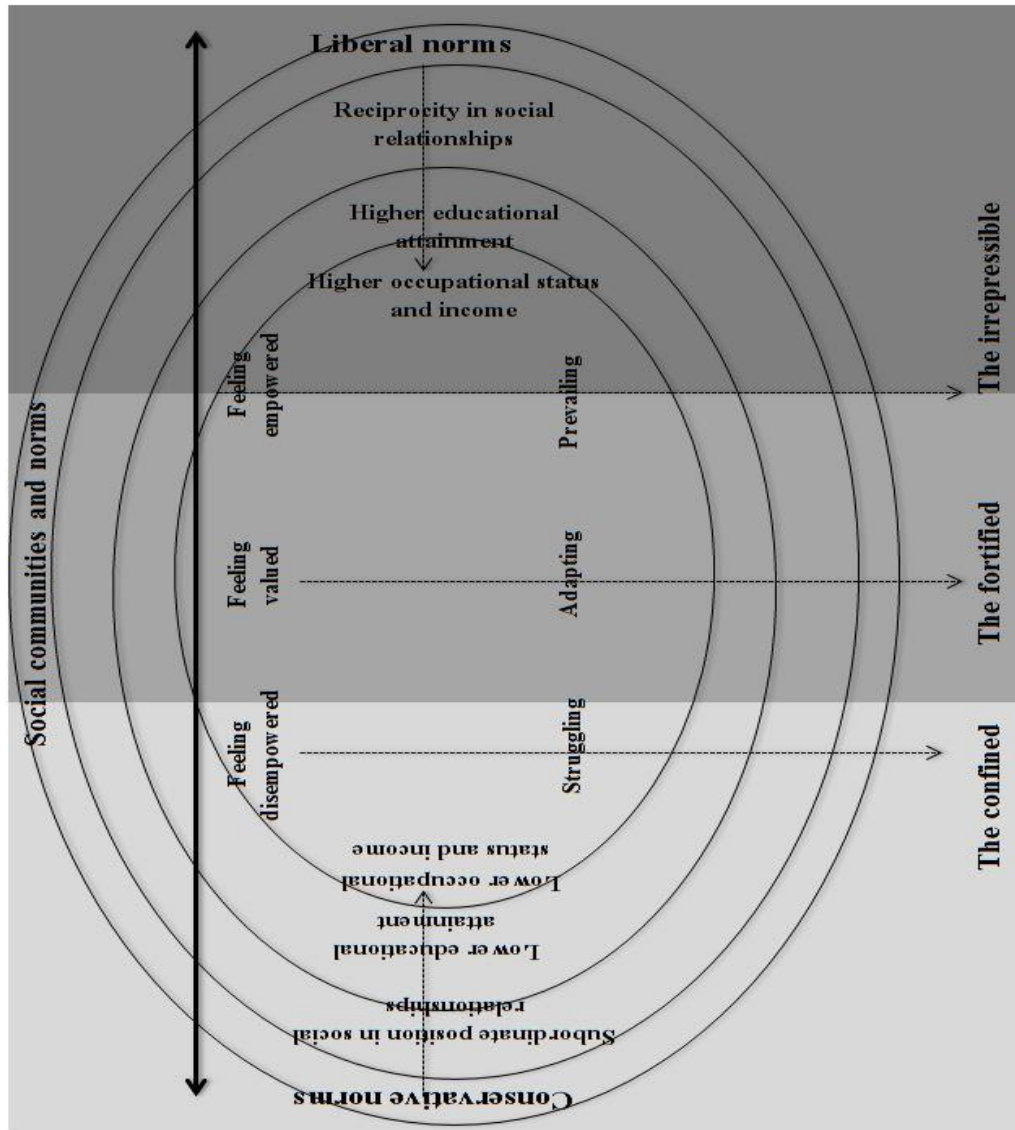 Liberal norms
Reciprocity in social
relationships
Higher educational
attainment
Higher occupational status
and income
Social communities and norms
Feeling
empowered
Prevailing
The irrepressible
Feeling
valued
Adapting
The fortified
Feeling
disempowered
Struggling
The confined
Lower occupational
status and income
Lower educational
attainment
Subordinate position in social
relationships
Conservative norms